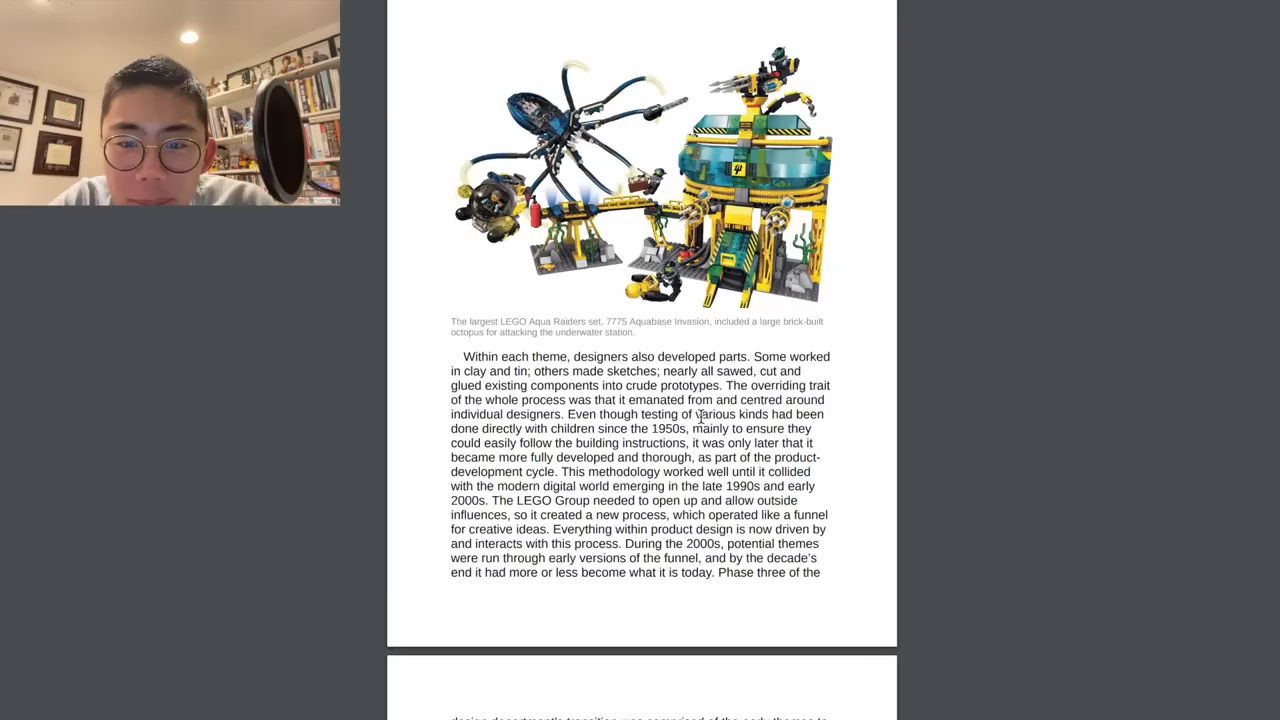 The largest LEGO Aqua Raiders set, 7775 Aquabase Invasion, included a large brick-built
octopus for attacking the underwater station.
Within each theme, designers also developed parts. Some worked
in clay and tin; others made sketches; nearly all sawed, cut and
glued existing components into crude prototypes. The overriding trait
of the whole process was that it emanated from and centred around
individual designers. Even though testing of various kinds had been
done directly with children since the 1950s, mainly to ensure they
could easily follow the building instructions, it was only later that it
became more fully developed and thorough, as part of the product-
development cycle. This methodology worked well until it collided
with the modern digital world emerging in the late 1990s and early
2000s. The LEGO Group needed to open up and allow outside
influences, so it created a new process, which operated like a funnel
for creative ideas. Everything within product design is now driven by
and interacts with this process. During the 2000s, potential themes
were run through early versions of the funnel, and by the decade's
end it had more or less become what it is today. Phase three of the